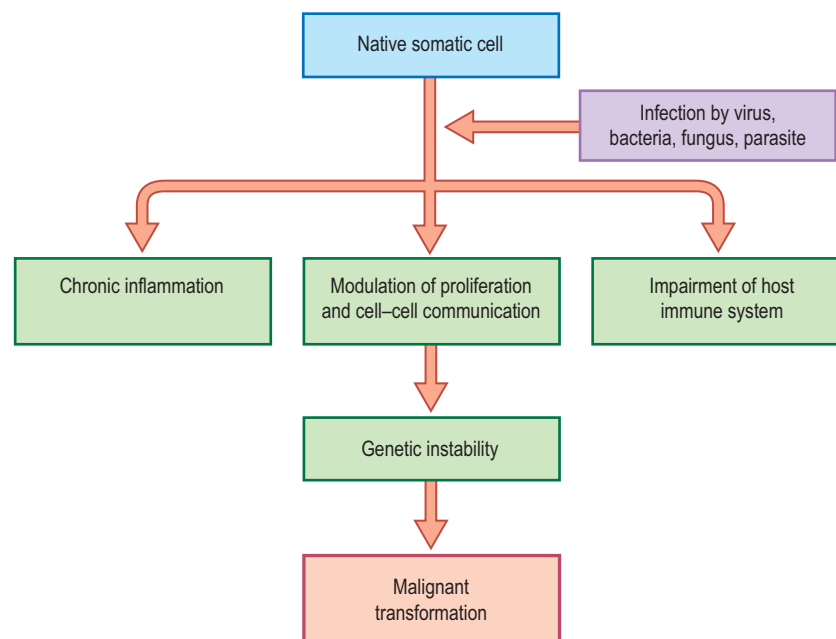 Native somatic cell
Infection by virus,
bacteria, fungus, parasite
Chronic inflammation
Modulation of proliferation
and cell–cell communication
Impairment of host
immune system
Genetic instability
Malignant
transformation